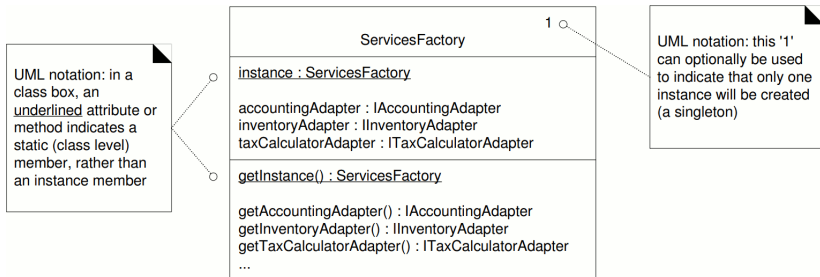 UML notation: in a
class box, an
underlined attribute or
method indicates a
static (class level)
member, rather than
an instance member
1
ServicesFactory
instance : ServicesFactory
accountingAdapter : IAccountingAdapter
inventoryAdapter : IInventoryAdapter
taxCalculatorAdapter : ITaxCalculatorAdapter
getInstance() : ServicesFactory
getAccountingAdapter() : IAccountingAdapter
getInventoryAdapter() : IInventoryAdapter
getTaxCalculatorAdapter() : ITaxCalculatorAdapter
...
UML notation: this '1'
can optionally be used
to indicate that only one
instance will be created
(a singleton)